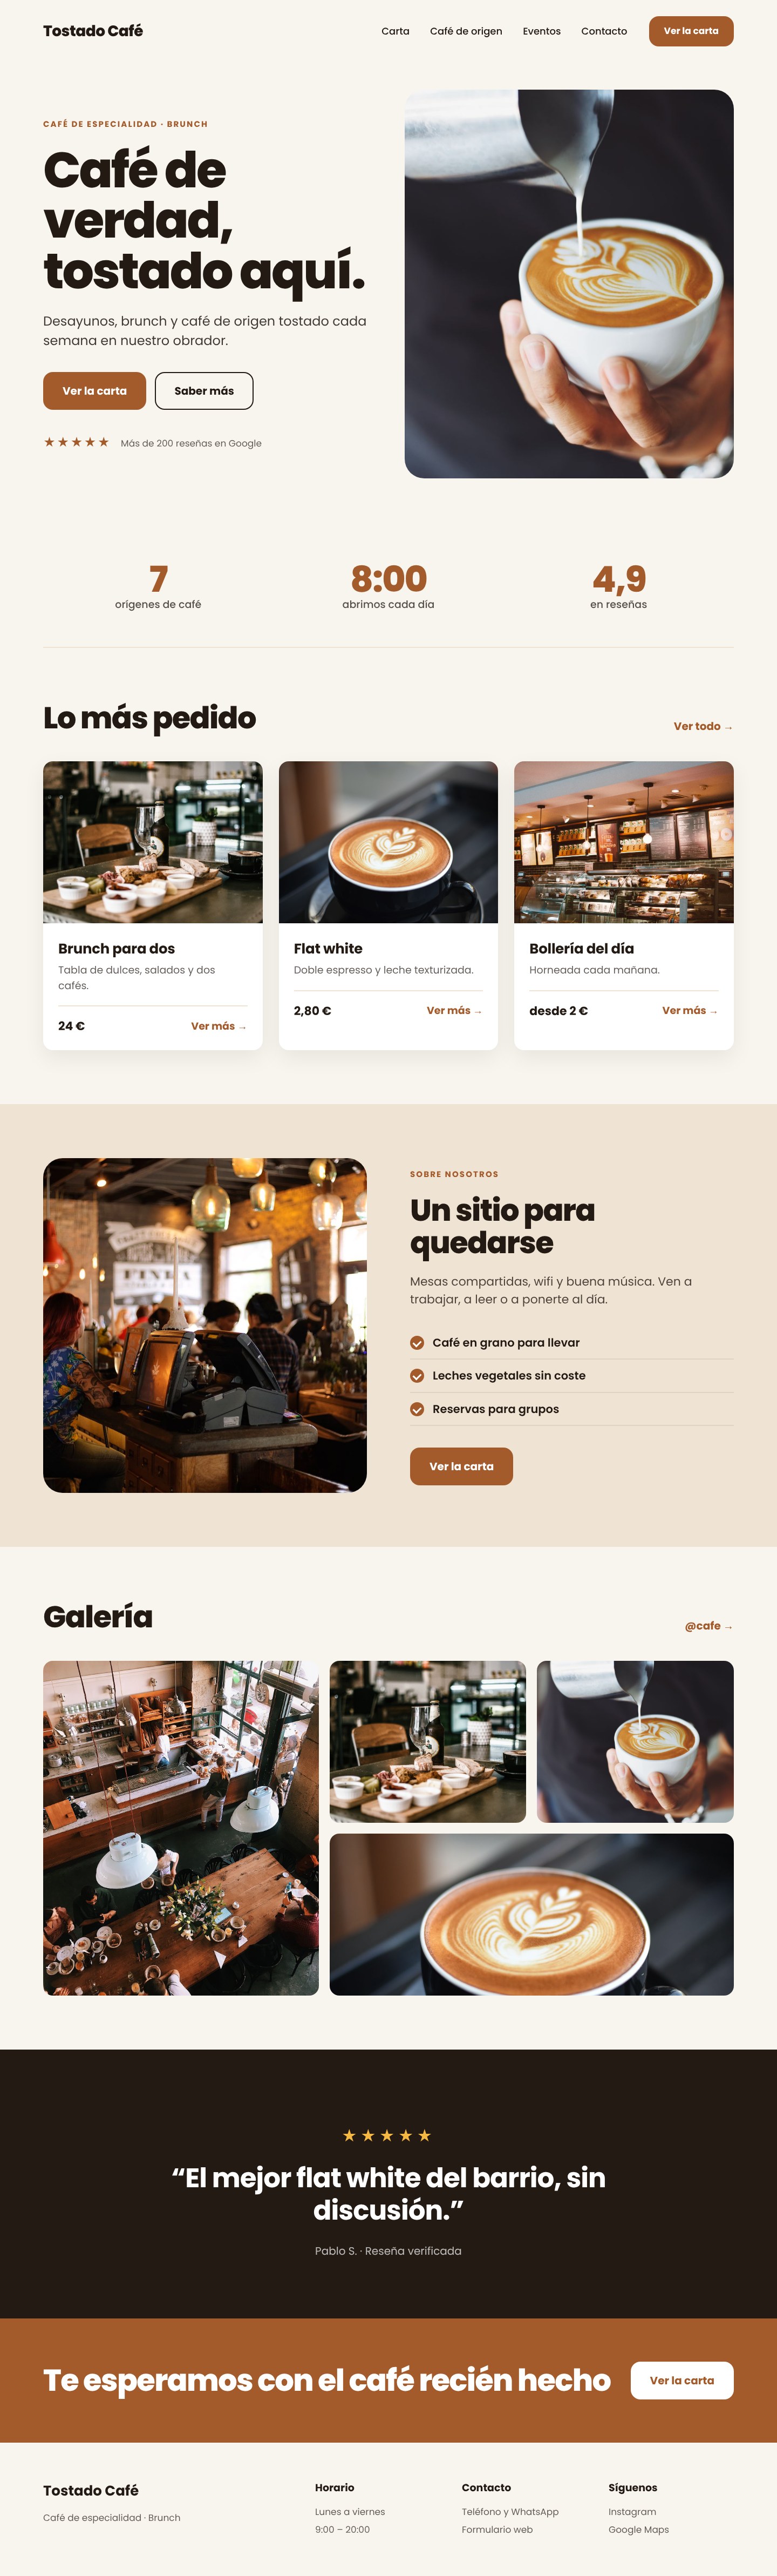 Tostado Café
Carta
Café de origen
Eventos
Contacto
Ver la carta
CAFÉ DE ESPECIALIDAD · BRUNCH
Café de
verdad,
tostado aquí.
Desayunos, brunch y café de origen tostado cada
semana en nuestro obrador.
Ver la carta
Saber más
★★★★★ Más de 200 reseñas en Google
7
orígenes de café
8:00
abrimos cada día
4,9
en reseñas
Lo más pedido
Ver todo →
Brunch para dos
Tabla de dulces, salados y dos
cafés.
24 €
Ver más →
Flat white
Doble espresso y leche texturizada.
2,80 €
Ver más →
Bollería del día
Horneada cada mañana.
desde 2 €
Ver más →
SOBRE NOSOTROS
Un sitio para
quedarse
Mesas compartidas, wifi y buena música. Ven a
trabajar, a leer o a ponerte al día.
Café en grano para llevar
Leches vegetales sin coste
Reservas para grupos
Ver la carta
Galería
@cafe →
★★★★★
“El mejor flat white del barrio, sin
discusión.”
Pablo S. · Reseña verificada
Te esperamos con el café recién hecho
Ver la carta
Tostado Café
Café de especialidad · Brunch
Horario
Lunes a viernes
9:00 – 20:00
Contacto
Teléfono y WhatsApp
Formulario web
Síguenos
Instagram
Google Maps